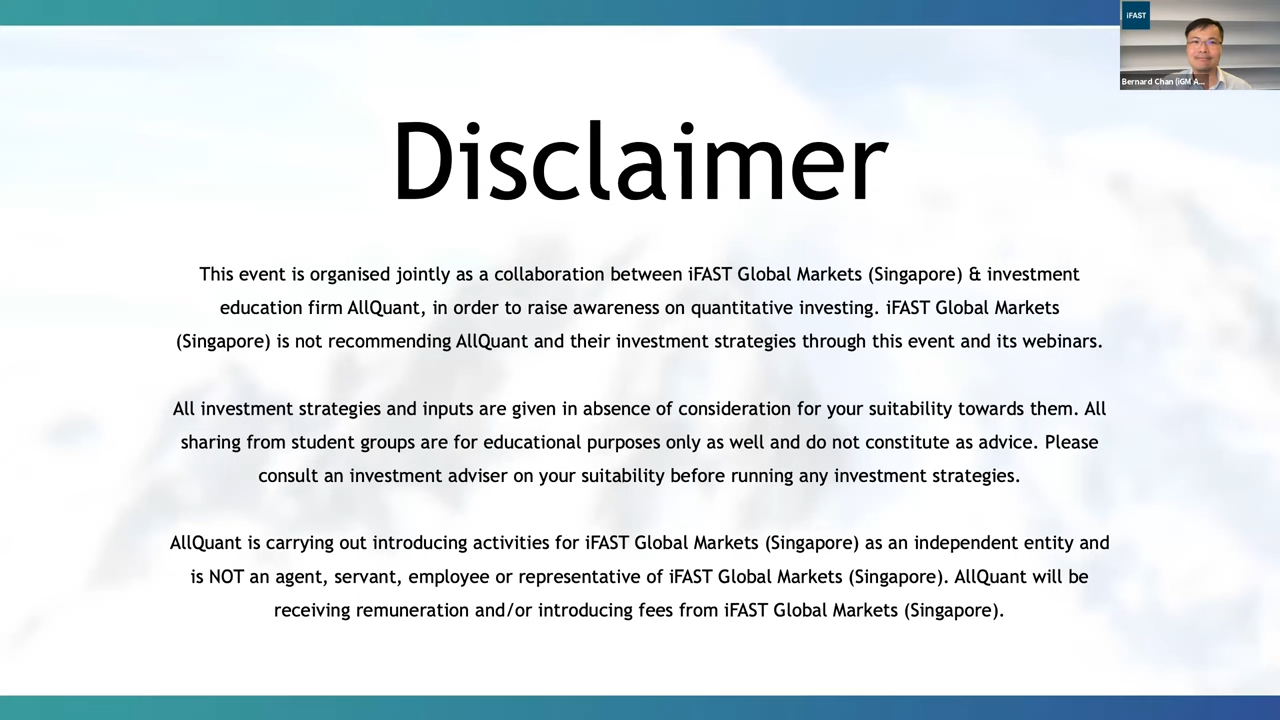 iFAST
Bernard Chan (iGM A...
Disclaimer
This event is organised jointly as a collaboration between iFAST Global Markets (Singapore) & investment
education firm AllQuant, in order to raise awareness on quantitative investing. iFAST Global Markets
(Singapore) is not recommending AllQuant and their investment strategies through this event and its webinars.
All investment strategies and inputs are given in absence of consideration for your suitability towards them. All
sharing from student groups are for educational purposes only as well and do not constitute as advice. Please
consult an investment adviser on your suitability before running any investment strategies.
AllQuant is carrying out introducing activities for iFAST Global Markets (Singapore) as an independent entity and
is NOT an agent, servant, employee or representative of iFAST Global Markets (Singapore). AllQuant will be
receiving remuneration and/or introducing fees from iFAST Global Markets (Singapore).